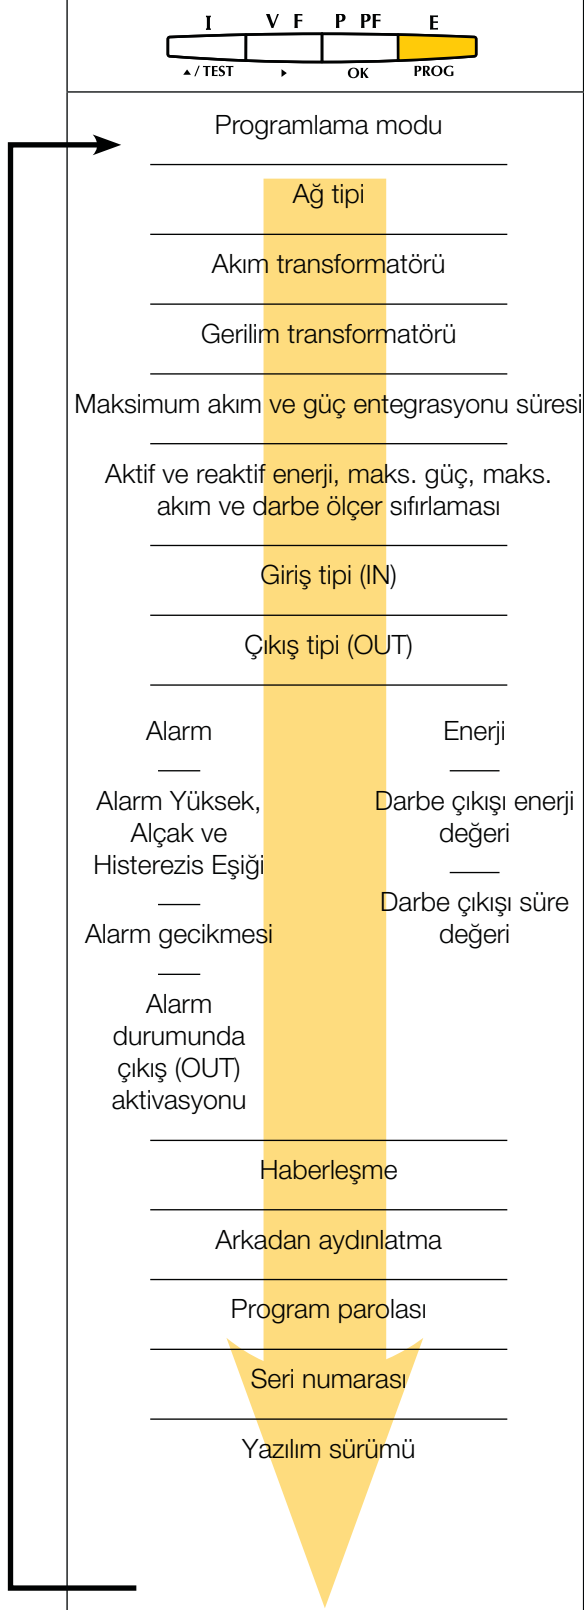 I V F P PF E
▲/ TEST ▶ OK PROG
Programlama modu
Ağ tipi
Akım transformatörü
Gerilim transformatörü
Maksimum akım ve güç entegrasyonu süresi
Aktif ve reaktif enerji, maks. güç, maks.
akım ve darbe ölçer sıfırlaması
Giriş tipi (IN)
Çıkış tipi (OUT)
Alarm
Alarm Yüksek,
Alçak ve
Histerezis Eşiği
Alarm gecikmesi
Alarm
durumunda
çıkış (OUT)
aktivasyonu
Enerji
Darbe çıkışı enerji
değeri
Darbe çıkışı süre
değeri
Haberleşme
Arkadan aydınlatma
Program parolası
Seri numarası
Yazılım sürümü